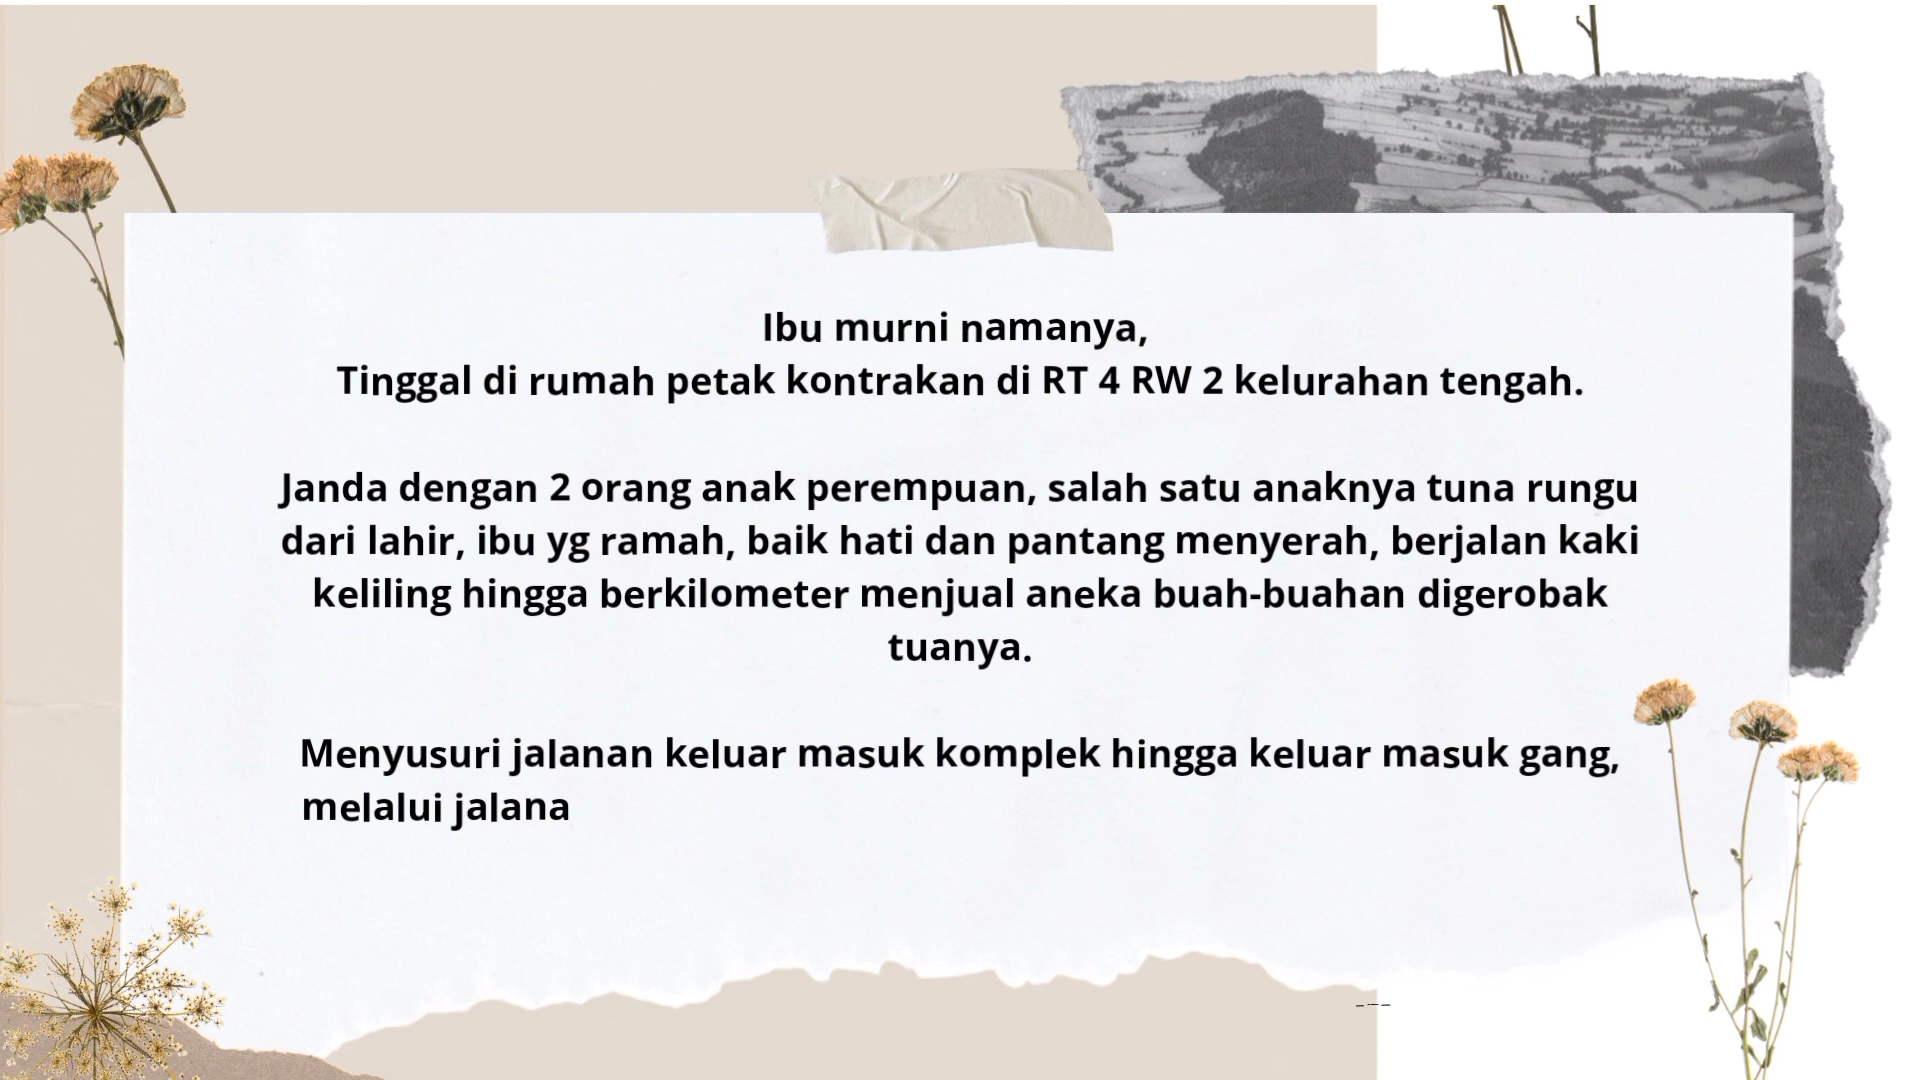 Ibu murni namanya,
Tinggal di rumah petak kontrakan di RT 4 RW 2 kelurahan tengah.
Janda dengan 2 orang anak perempuan, salah satu anaknya tuna rungu
dari lahir, ibu yg ramah, baik hati dan pantang menyerah, berjalan kaki
keliling hingga berkilometer menjual aneka buah-buahan digerobak
tuanya.
Menyusuri jalanan keluar masuk komplek hingga keluar masuk gang,
melalui jalana